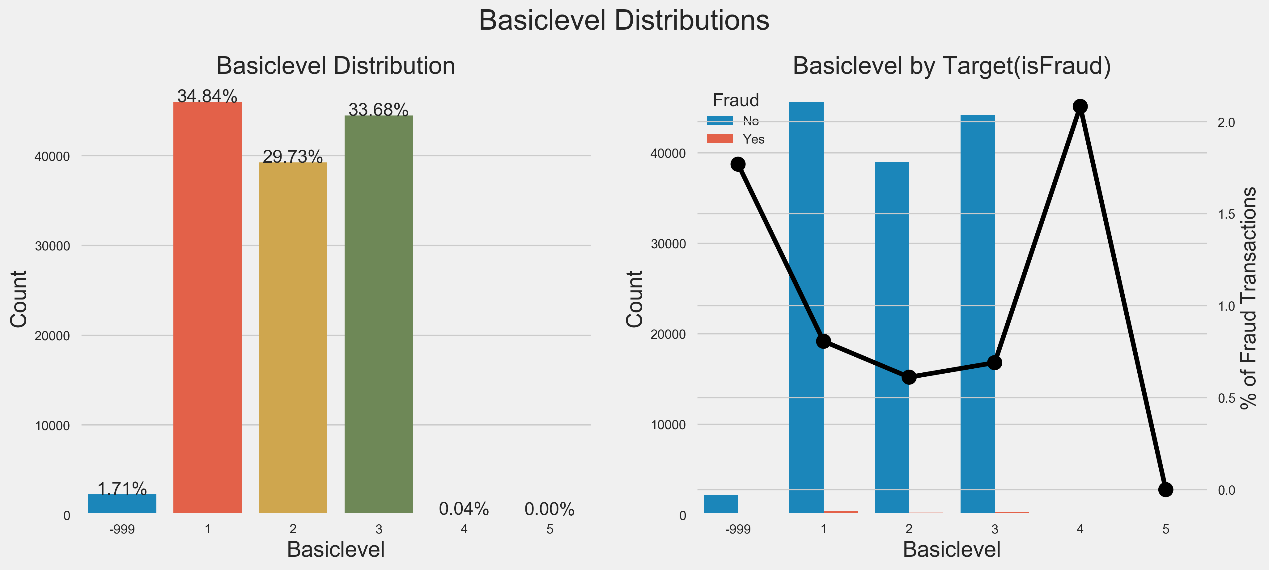 Basiclevel Distributions
Basiclevel Distribution
34.84%
33.68%
29.73%
1.71%
0.04%
0.00%
40000
30000
20000
10000
0
Count
-999 1 2 3 4 5
Basiclevel
Basiclevel by Target(isFraud)
Fraud
No
Yes
40000
30000
20000
10000
0
Count
2.0
1.5
1.0
0.5
0.0
% of Fraud Transactions
-999 1 2 3 4 5
Basiclevel